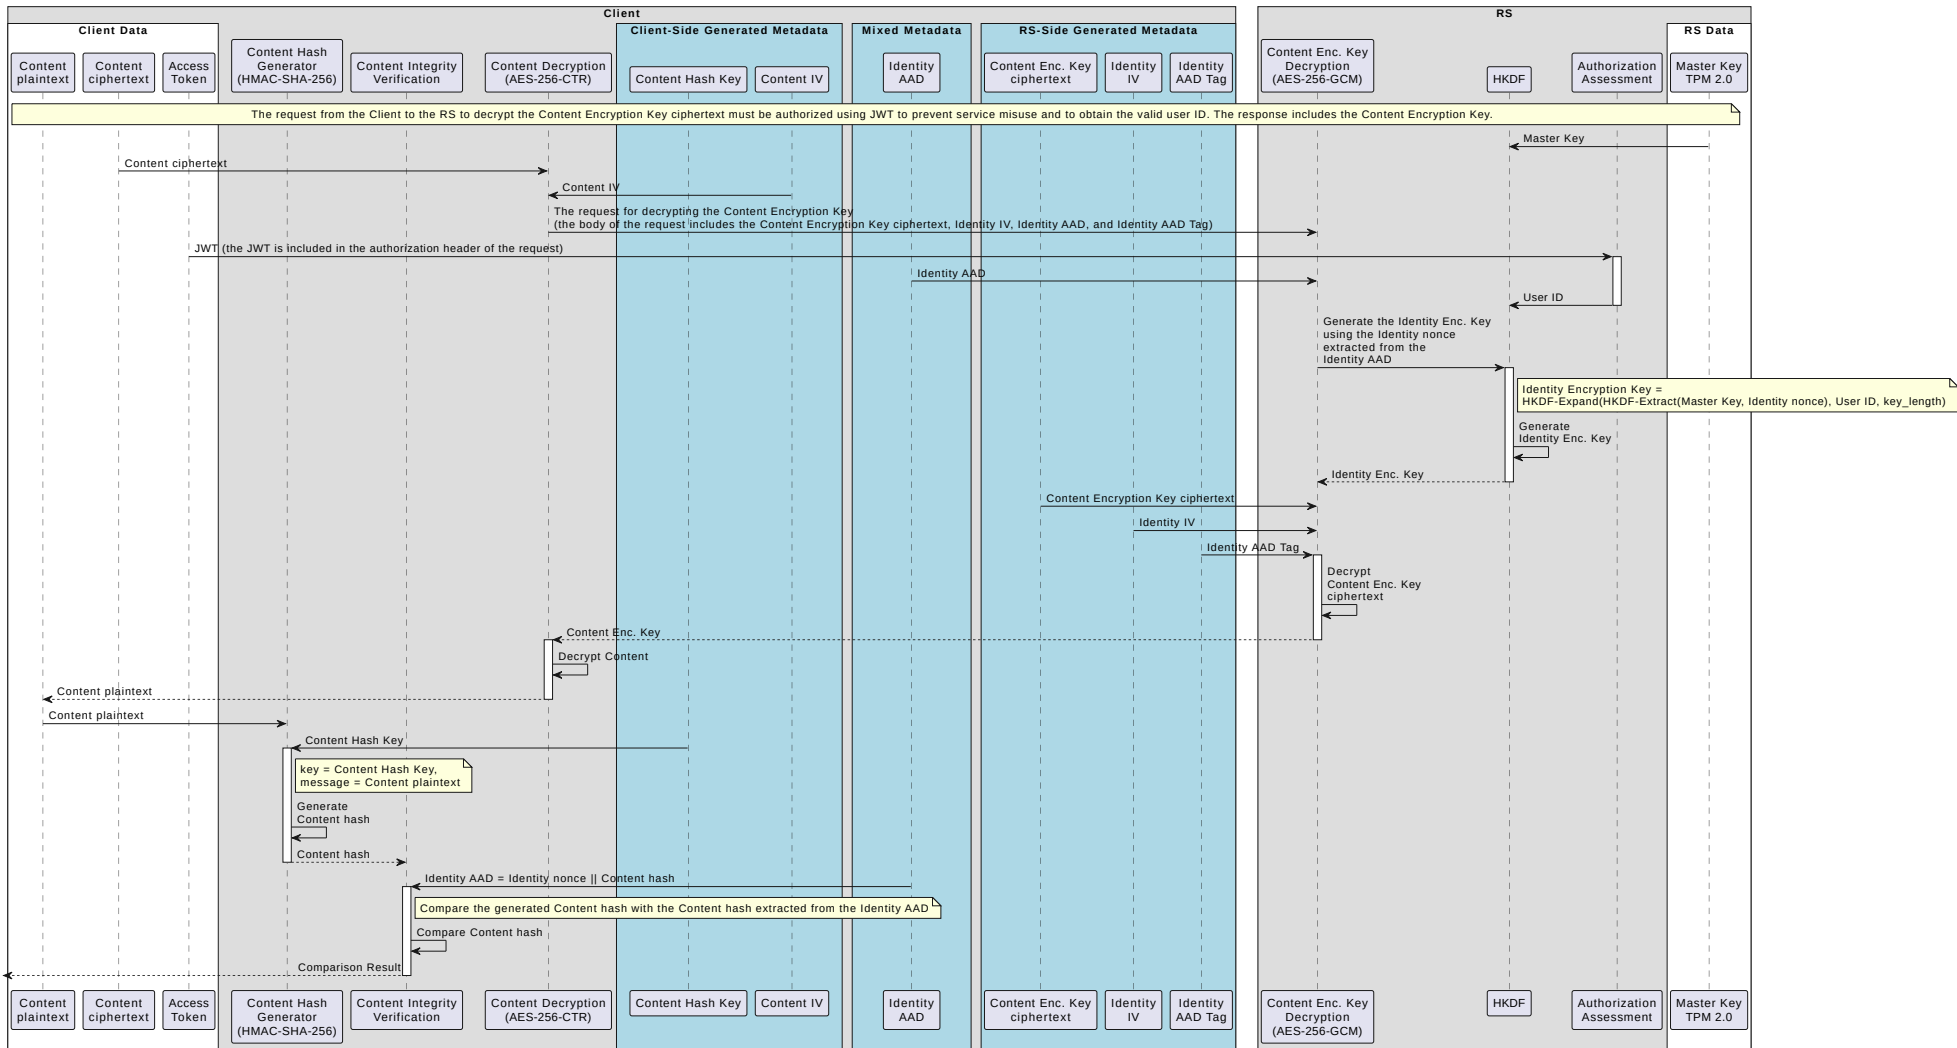 Client
RS
Client Data
Client-Side Generated Metadata
Mixed Metadata
RS-Side Generated Metadata
RS Data
Content
plaintext
Content
ciphertext
Access
Token
Content Hash
Generator
(HMAC-SHA-256)
Content Integrity
Verification
Content Decryption
(AES-256-CTR)
Content Hash Key
Content IV
Identity
AAD
Content Enc. Key
ciphertext
Identity
IV
Identity
AAD Tag
Content Enc. Key
Decryption
(AES-256-GCM)
HKDF
Authorization
Assessment
Master Key
TPM 2.0
The request from the Client to the RS to decrypt the Content Encryption Key ciphertext must be authorized using JWT to prevent service misuse and to obtain the valid user ID. The response includes the Content Encryption Key.
Master Key
Content ciphertext
Content IV
The request for decrypting the Content Encryption Key
(the body of the request includes the Content Encryption Key ciphertext, Identity IV, Identity AAD, and Identity AAD Tag)
JWT (the JWT is included in the authorization header of the request)
Identity AAD
User ID
Generate the Identity Enc. Key
using the Identity nonce
extracted from the
Identity AAD
Identity Encryption Key =
HKDF-Expand(HKDF-Extract(Master Key, Identity nonce), User ID, key_length)
Generate
Identity Enc. Key
Identity Enc. Key
Content Encryption Key ciphertext
Identity IV
Identity AAD Tag
Decrypt
Content Enc. Key
ciphertext
Content Enc. Key
Decrypt Content
Content plaintext
Content plaintext
Content Hash Key
key = Content Hash Key,
message = Content plaintext
Generate
Content hash
Content hash
Identity AAD = Identity nonce || Content hash
Compare the generated Content hash with the Content hash extracted from the Identity AAD
Compare Content hash
Comparison Result
Content
plaintext
Content
ciphertext
Access
Token
Content Hash
Generator
(HMAC-SHA-256)
Content Integrity
Verification
Content Decryption
(AES-256-CTR)
Content Hash Key
Content IV
Identity
AAD
Content Enc. Key
ciphertext
Identity
IV
Identity
AAD Tag
Content Enc. Key
Decryption
(AES-256-GCM)
HKDF
Authorization
Assessment
Master Key
TPM 2.0